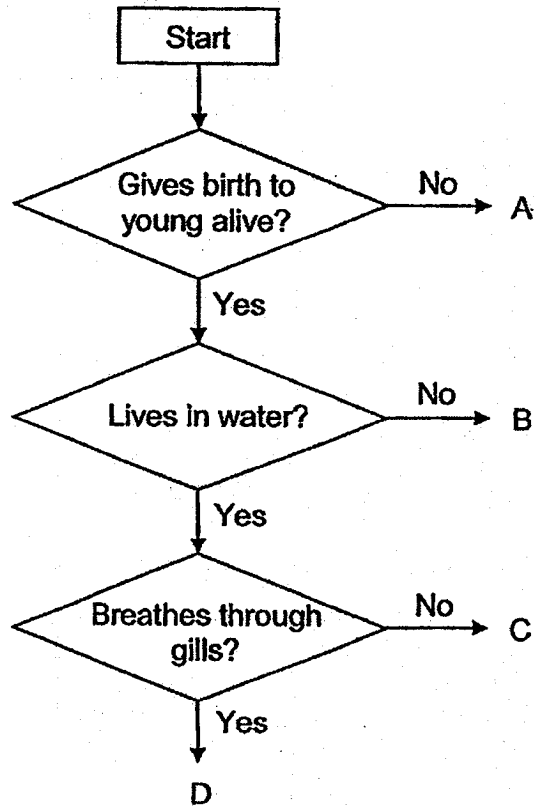 Start
Gives birth to
young alive?
No
A
Yes
Lives in water?
No
B
Yes
Breathes through
gills?
No
C
Yes
D